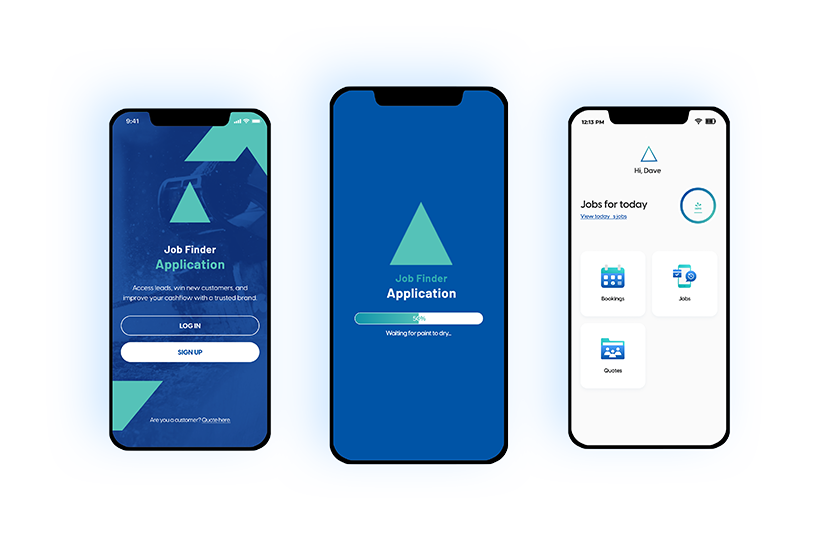 9:41
Job Finder
Application
Access leads, win new customers, and
improve your cashflow with a trusted brand.
LOG IN
SIGN UP
Are you a customer? Quote here.
Job Finder
Application
50%
Waiting for paint to dry...
12:13 PM
Hi, Dave
Jobs for today
View today's jobs
Bookings
Jobs
Quotes